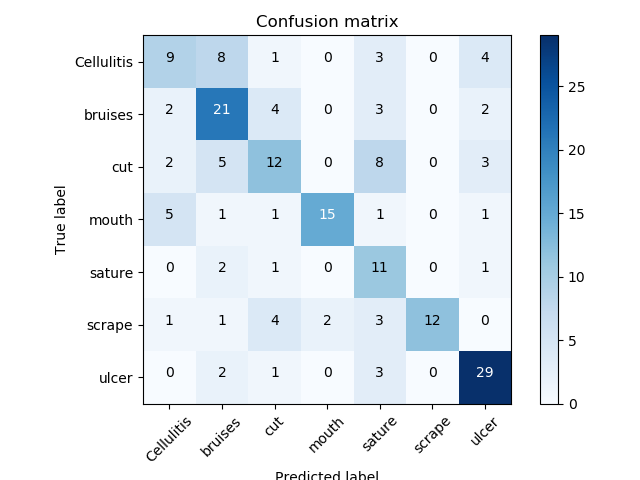 Confusion matrix
Cellulitis 9 8 1 0 3 0 4
bruises 2 21 4 0 3 0 2
cut 2 5 12 0 8 0 3
mouth 5 1 1 15 1 0 1
sature 0 2 1 0 11 0 1
scrape 1 1 4 2 3 12 0
ulcer 0 2 1 0 3 0 29
Cellulitis bruises cut mouth sature scrape ulcer
True label
Predicted label
25
20
15
10
5
0